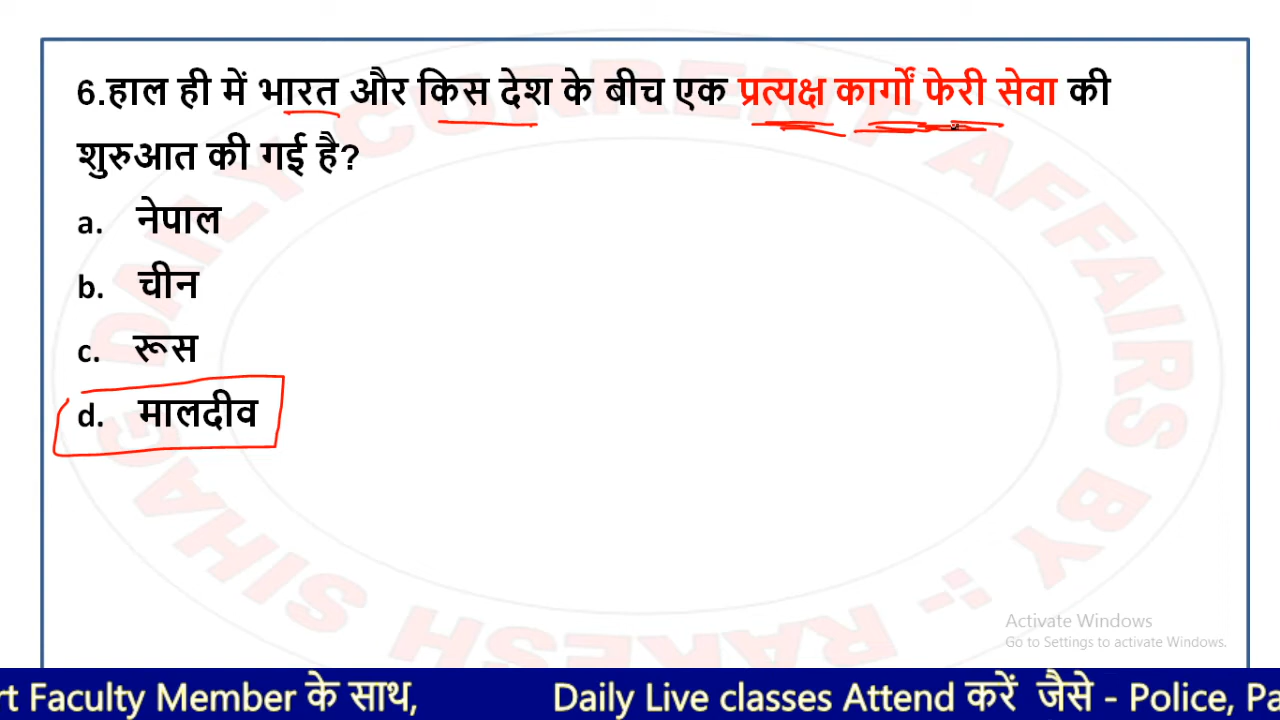 6.हाल ही में भारत और किस देश के बीच एक प्रत्यक्ष कार्गों फेरी सेवा की
शुरुआत की गई है?
a. नेपाल
b. चीन
c. रूस
d. मालदीव
DAILY CURRENT AFFAIRS BY :- RAKESH SIHAG
Activate Windows
Go to Settings to activate Windows.
rt Faculty Member के साथ, Daily Live classes Attend करें जैसे - Police, Pa